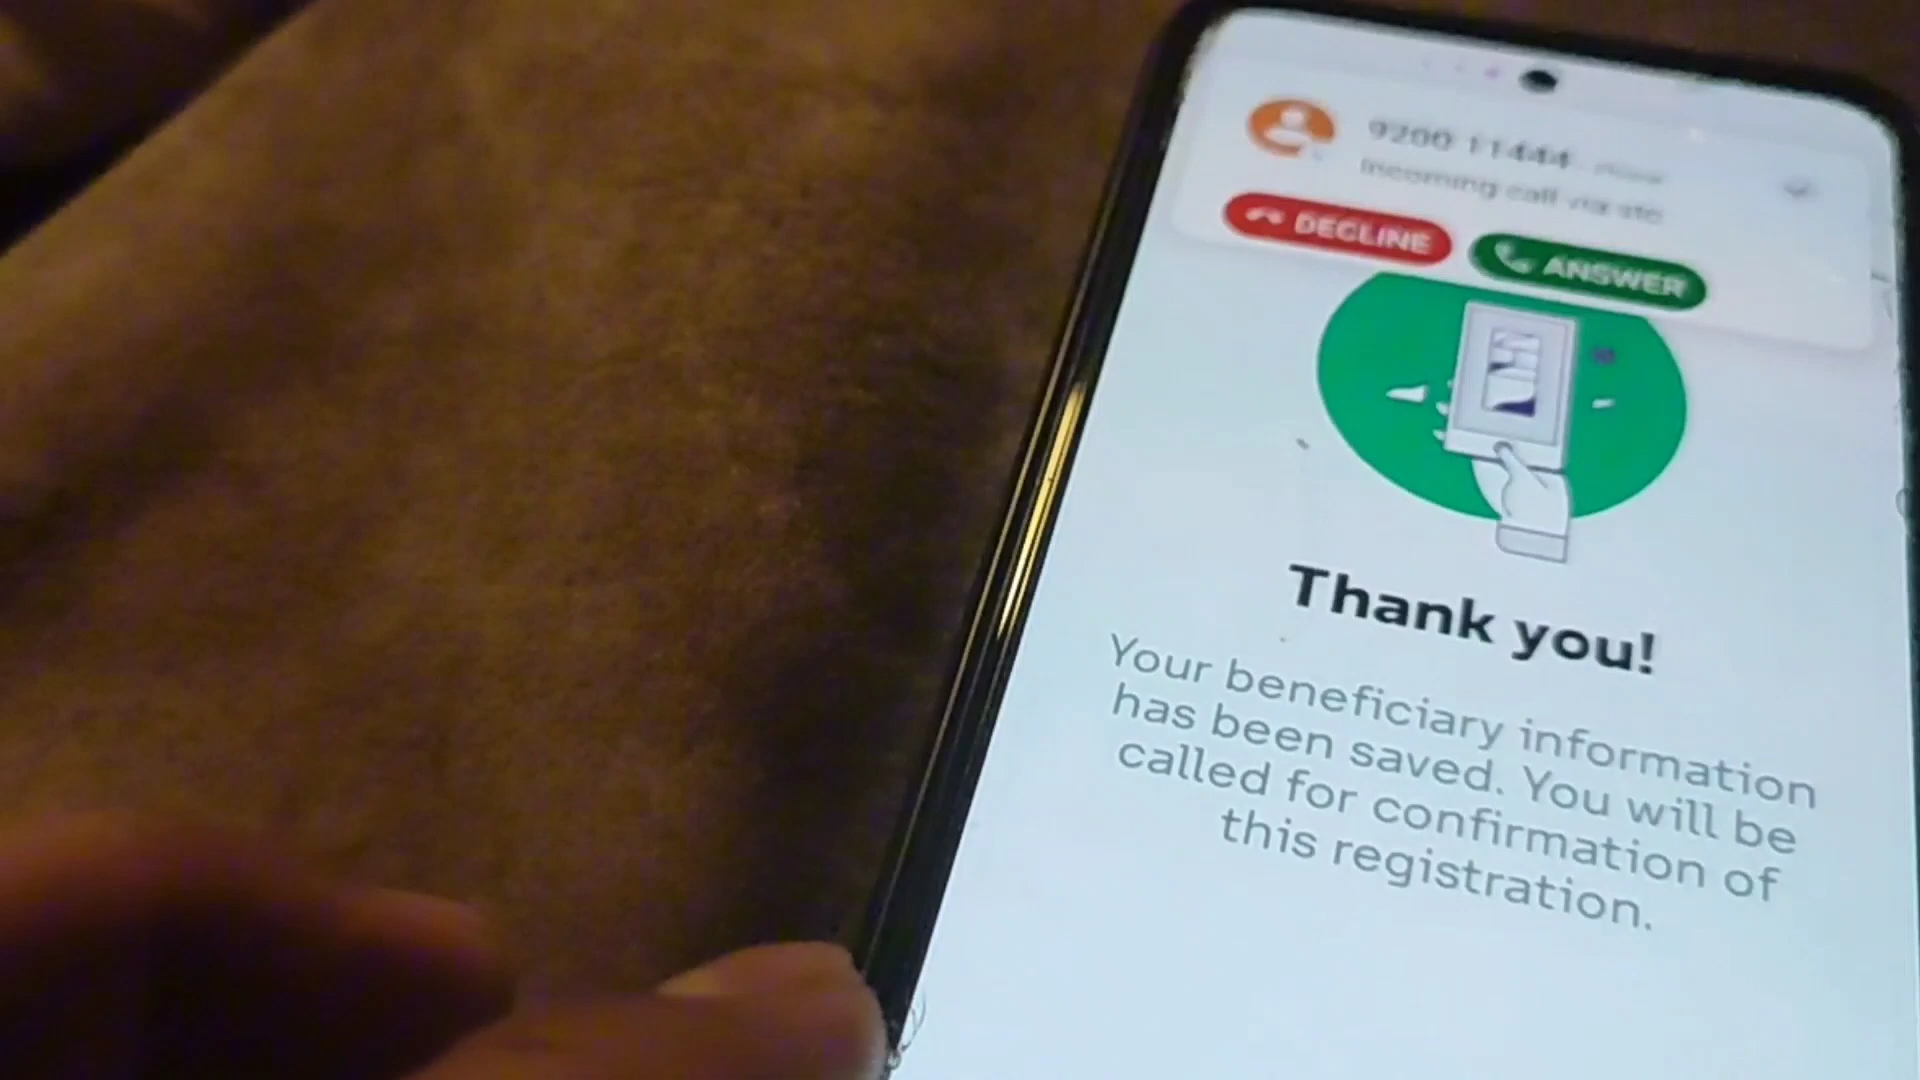 9200 11444
Incoming call via stc
DECLINE
ANSWER
Thank you!
Your beneficiary information
has been saved. You will be
called for confirmation of
this registration.